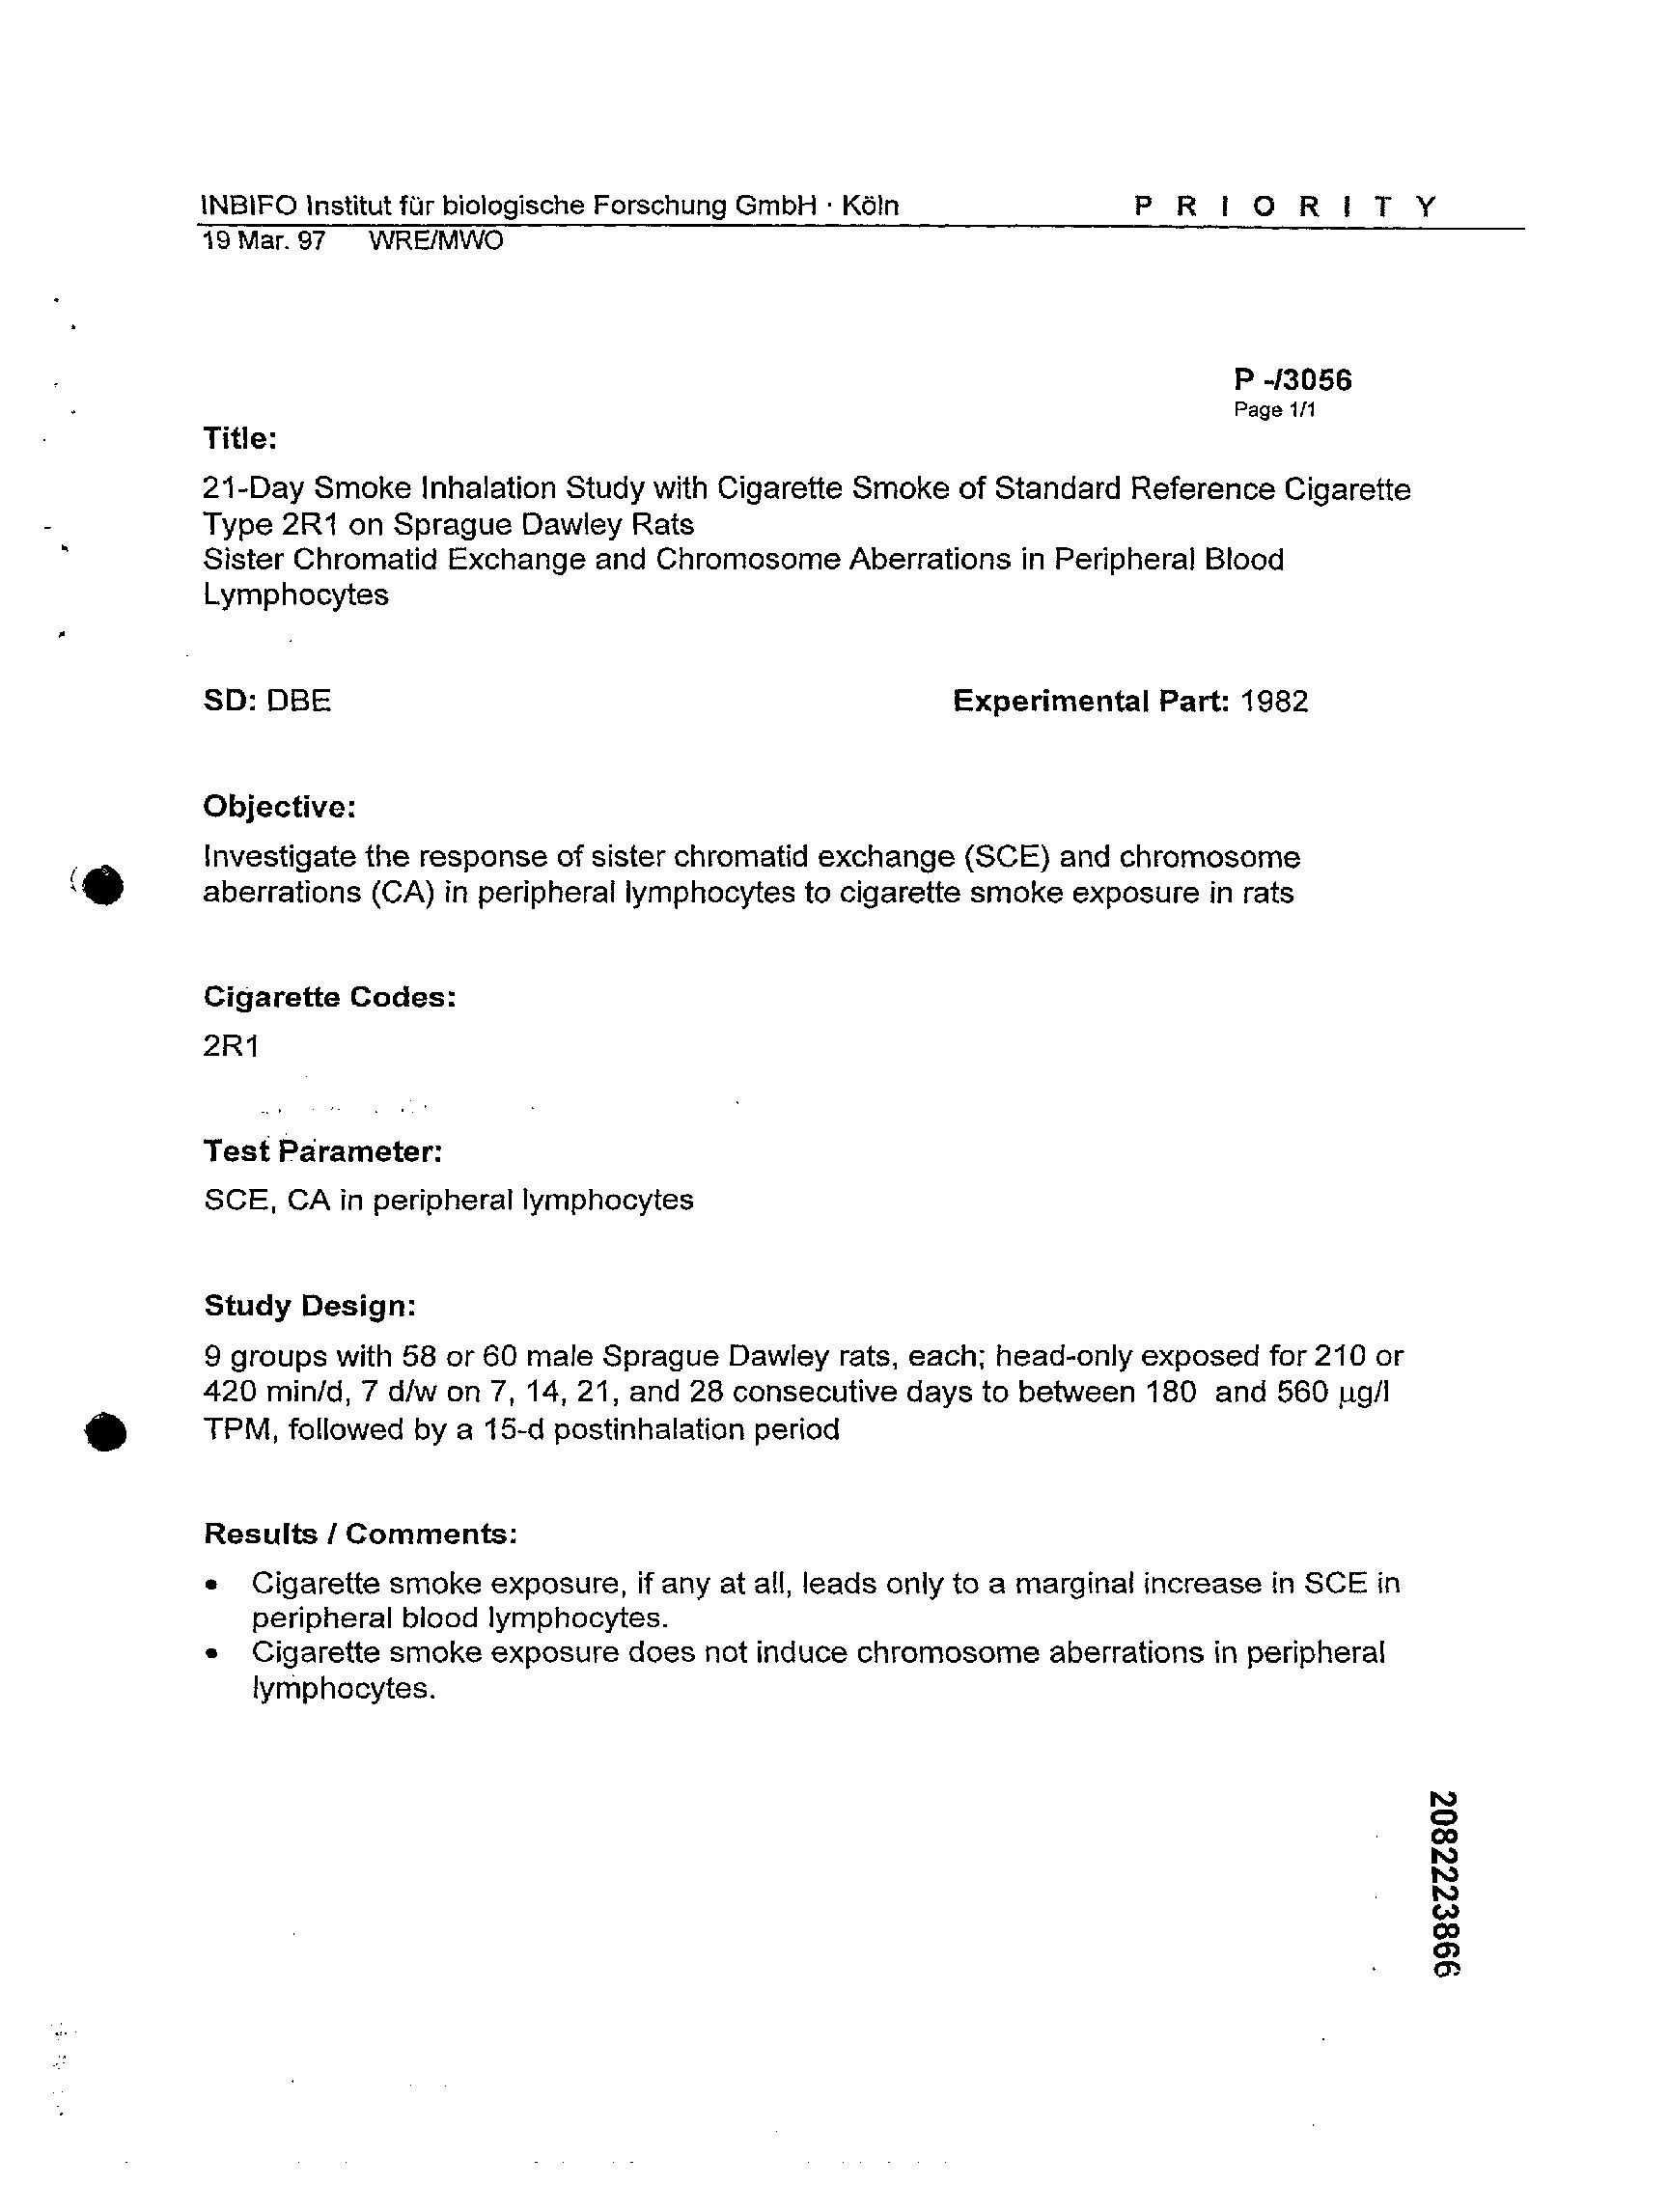 INBIFO Institut für biologische Forschung GmbH · Köln P R I O R I T Y
19 Mar. 97 WRE/MWO
P -/3056
Page 1/1
Title:
21-Day Smoke Inhalation Study with Cigarette Smoke of Standard Reference Cigarette
Type 2R1 on Sprague Dawley Rats
Sister Chromatid Exchange and Chromosome Aberrations in Peripheral Blood
Lymphocytes
SD: DBE Experimental Part: 1982
Objective:
Investigate the response of sister chromatid exchange (SCE) and chromosome
aberrations (CA) in peripheral lymphocytes to cigarette smoke exposure in rats
Cigarette Codes:
2R1
Test Parameter:
SCE, CA in peripheral lymphocytes
Study Design:
9 groups with 58 or 60 male Sprague Dawley rats, each; head-only exposed for 210 or
420 min/d, 7 d/w on 7, 14, 21, and 28 consecutive days to between 180 and 560 µg/l
TPM, followed by a 15-d postinhalation period
Results / Comments:
• Cigarette smoke exposure, if any at all, leads only to a marginal increase in SCE in
peripheral blood lymphocytes.
• Cigarette smoke exposure does not induce chromosome aberrations in peripheral
lymphocytes.
2082223866